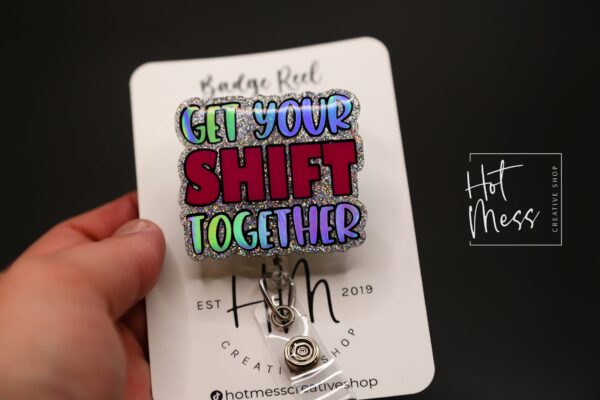 Badge Reel
GET YOUR
SHIFT
TOGETHER
EST HM 2019
CREATIVE SHOP
hotmesscreativeshop
Hot
Mess
CREATIVE SHOP